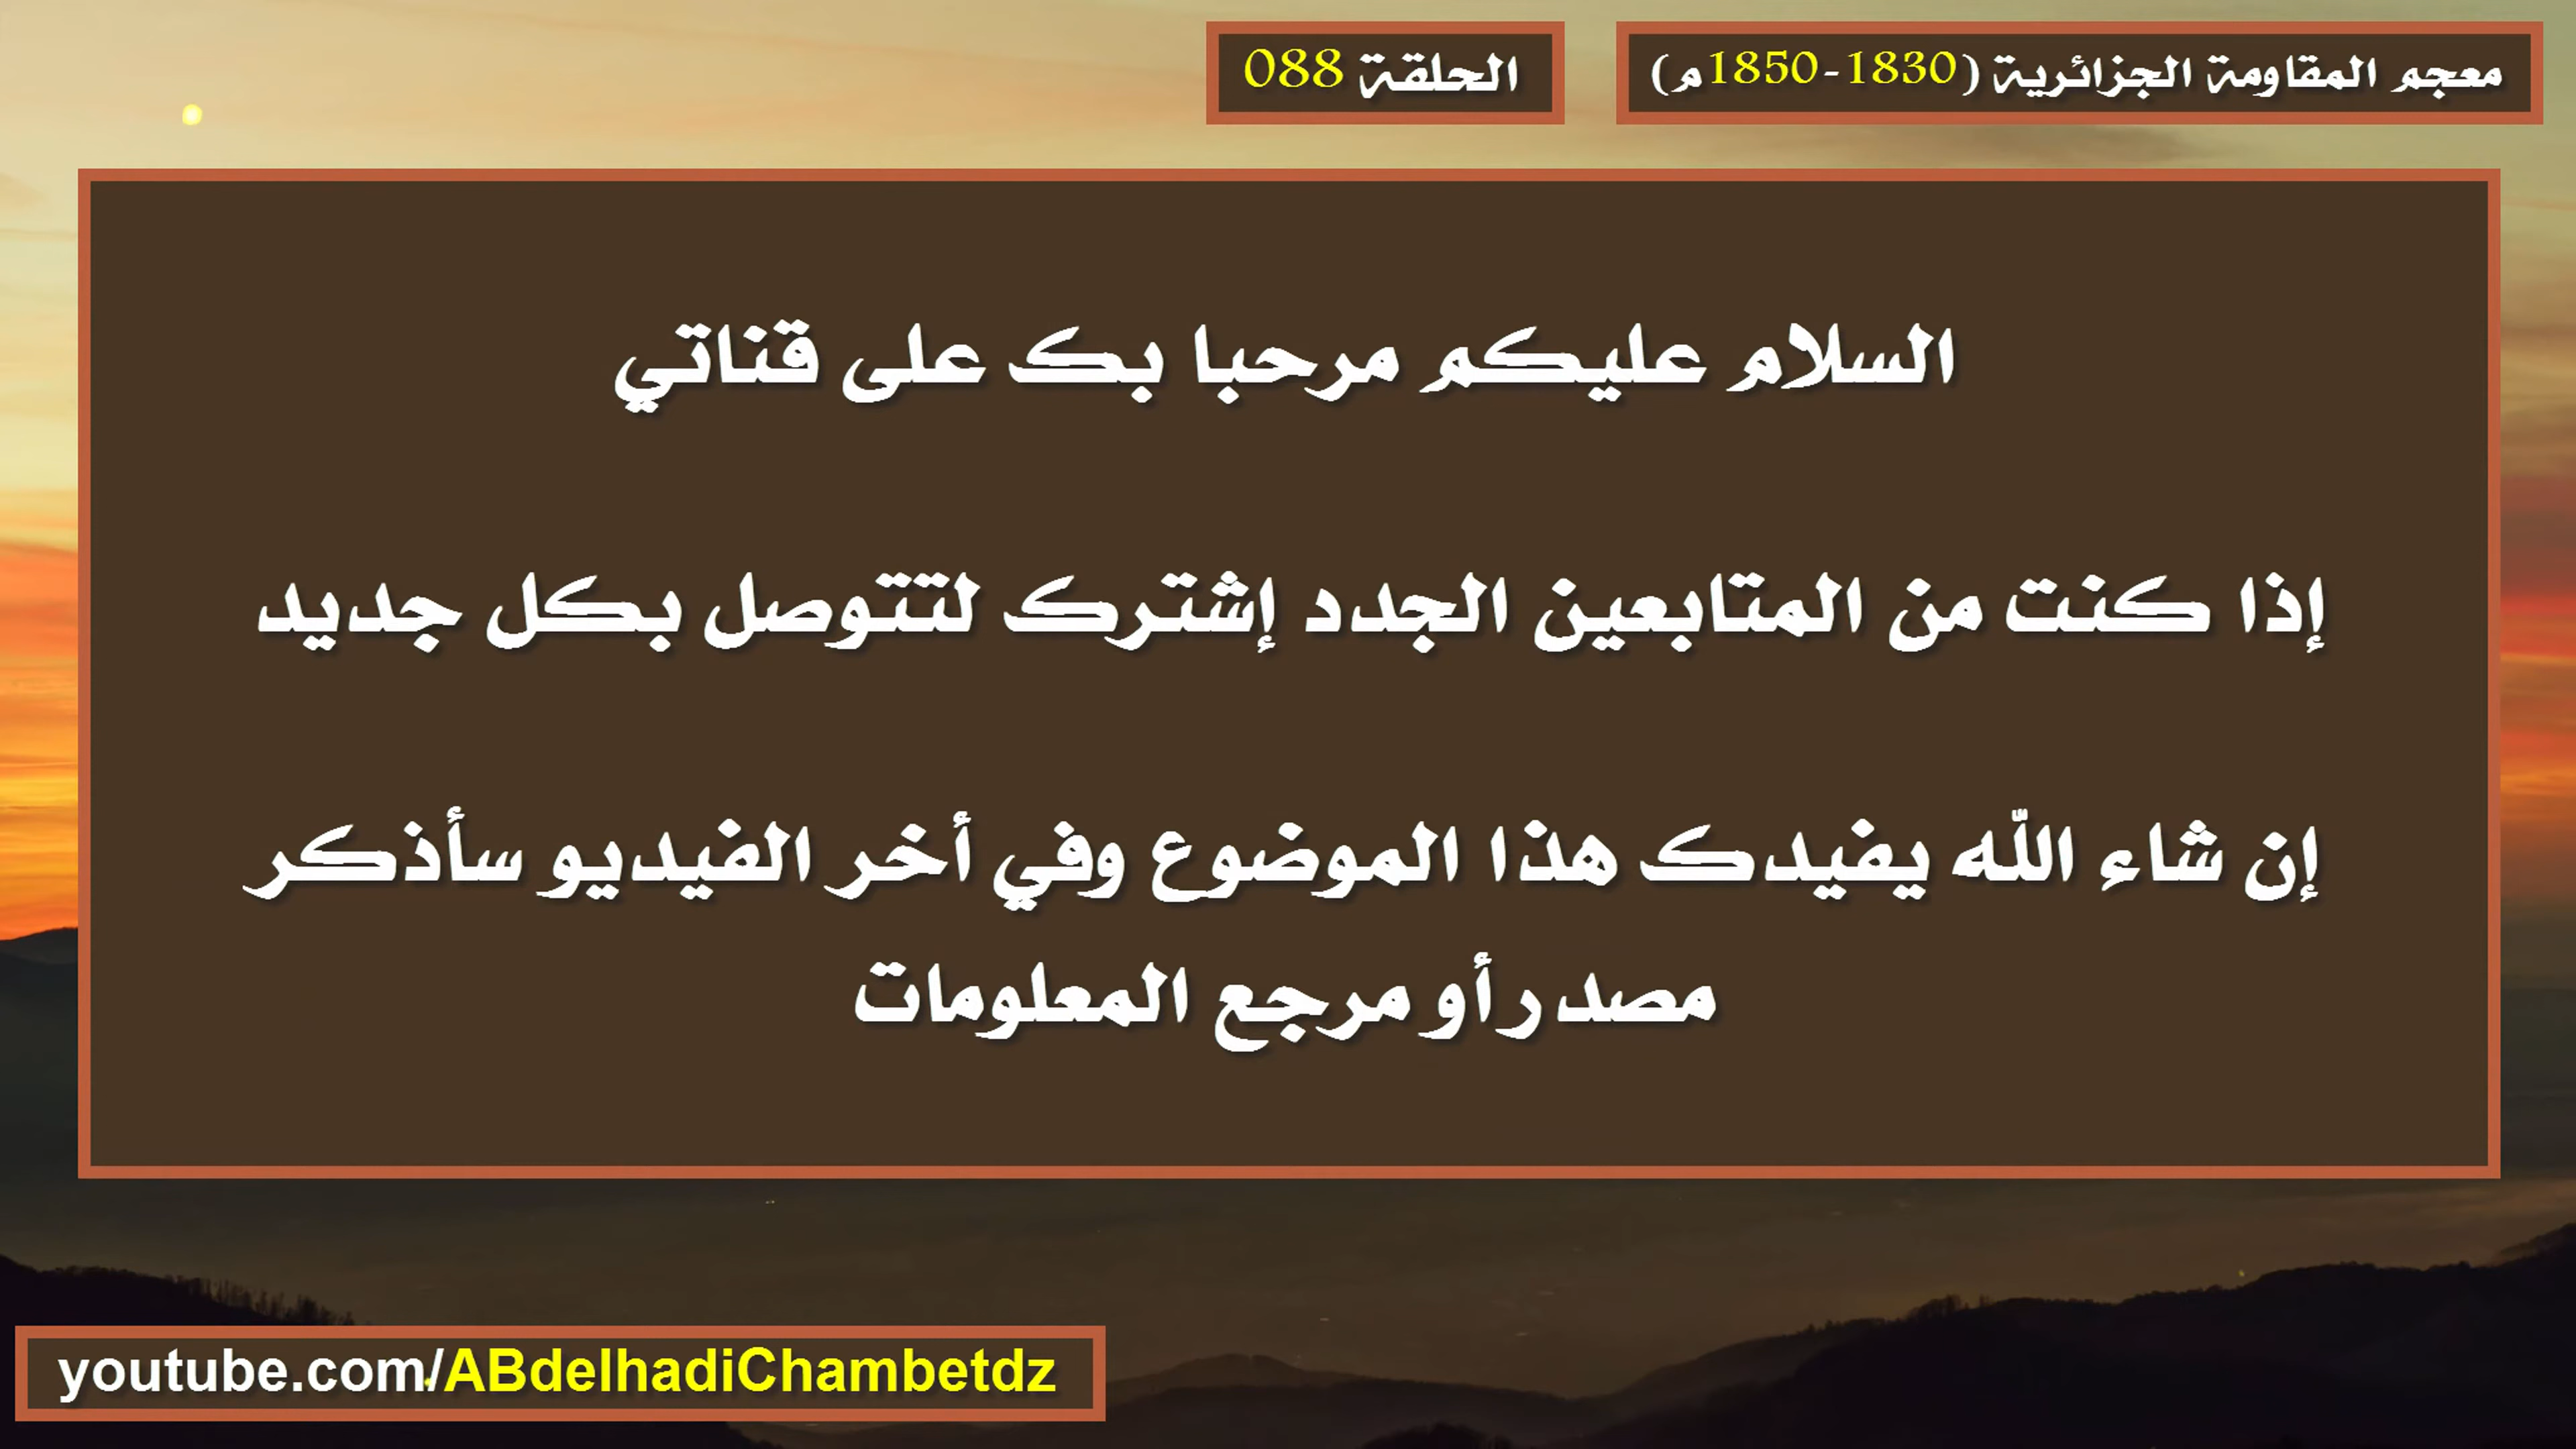 معجم المقاومة الجزائرية (1830-1850م)
الحلقة 088
السلام عليكم مرحبا بك على قناتي
إذا كنت من المتابعين الجدد إشترك لتتوصل بكل جديد
إن شاء الله يفيدك هذا الموضوع وفي أخر الفيديو سأذكر
مصدر أو مرجع المعلومات
youtube.com/ABdelhadiChambetdz